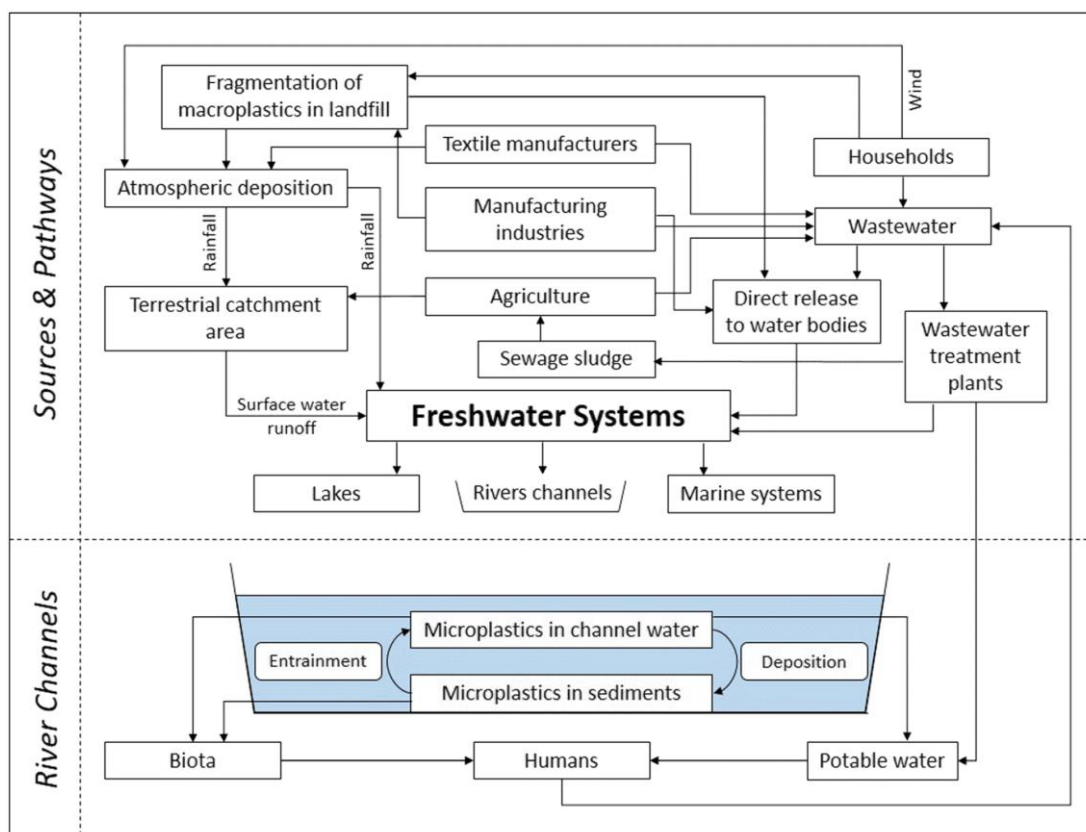 Sources & Pathways
Wind
Fragmentation of
macroplastics in landfill
Textile manufacturers
Households
Atmospheric deposition
Manufacturing
industries
Wastewater
Rainfall
Rainfall
Terrestrial catchment
area
Agriculture
Direct release
to water bodies
Wastewater
treatment
plants
Sewage sludge
Surface water
runoff
Freshwater Systems
Lakes
Rivers channels
Marine systems
River Channels
Microplastics in channel water
Entrainment
Deposition
Microplastics in sediments
Biota
Humans
Potable water